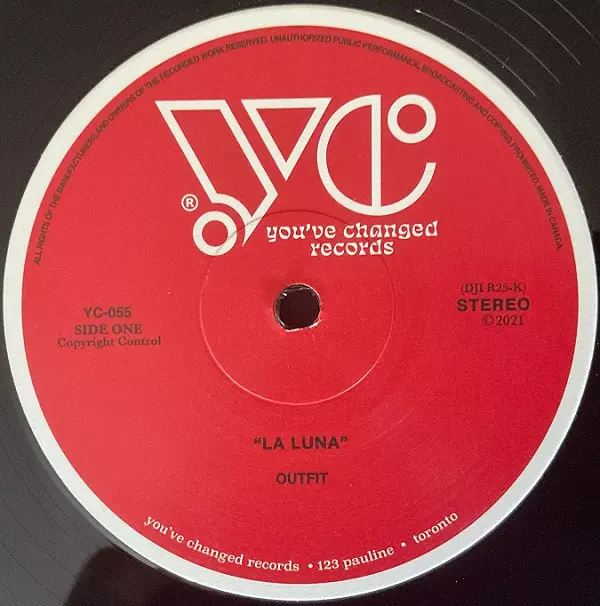 ALL RIGHTS OF THE MANUFACTURERS AND OWNERS OF THE RECORDED WORK RESERVED. UNAUTHORIZED PUBLIC PERFORMANCE, BROADCASTING AND COPYING PROHIBITED. MADE IN CANADA.
yc
®
you've changed
records
YC-055
SIDE ONE
Copyright Control
(DJI R25-K)
STEREO
©2021
"LA LUNA"
OUTFIT
you've changed records • 123 pauline • toronto